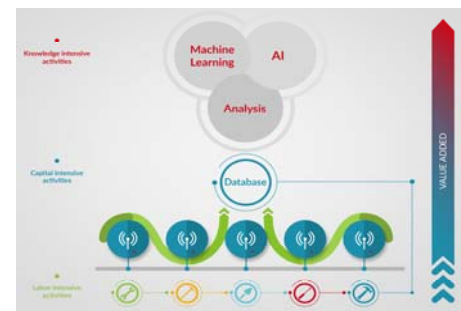 Knowledge intensive
activities
Machine
Learning
AI
Analysis
Capital intensive
activities
Database
VALUE ADDED
Labor intensive
activities